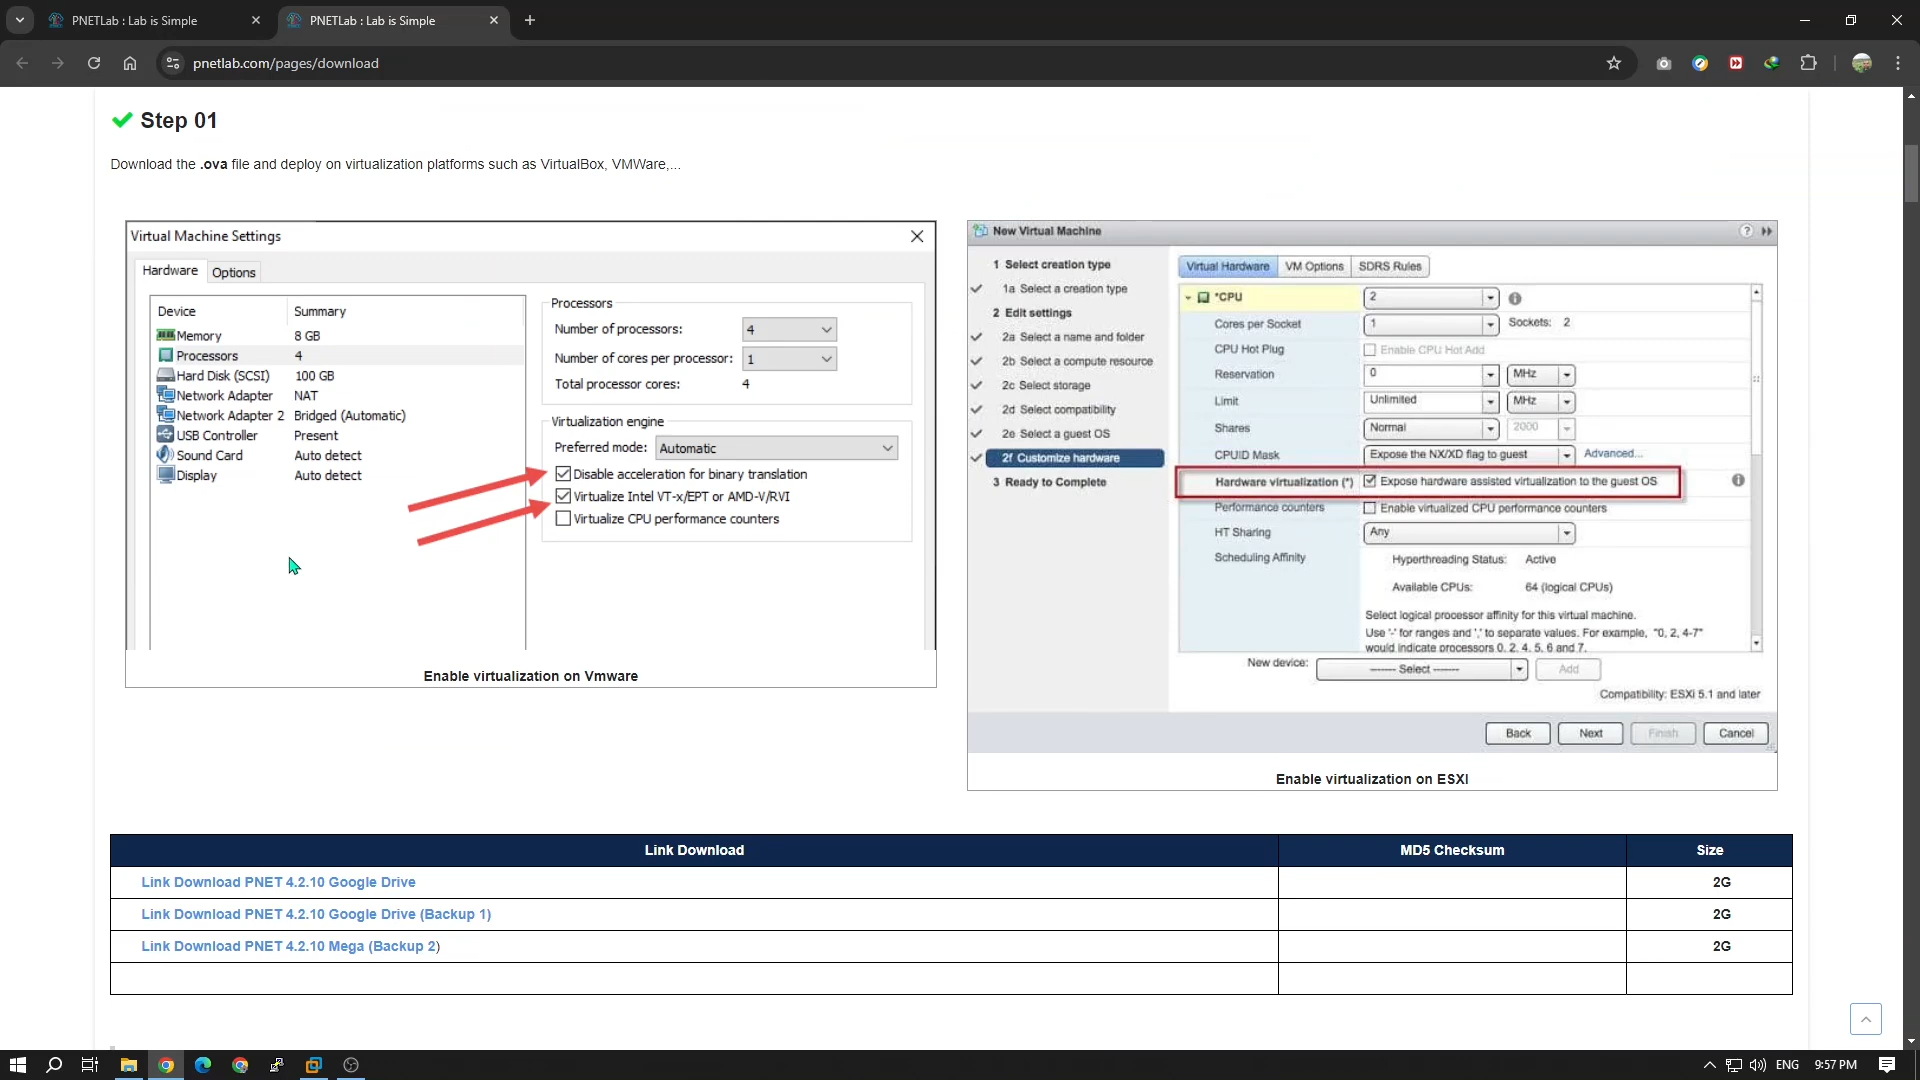 PNETLab : Lab is Simple
PNETLab : Lab is Simple
pnetlab.com/pages/download
Step 01
Download the .ova file and deploy on virtualization platforms such as VirtualBox, VMWare,...
Virtual Machine Settings
Hardware
Options
Device Summary
Memory 8 GB
Processors 4
Hard Disk (SCSI) 100 GB
Network Adapter NAT
Network Adapter 2 Bridged (Automatic)
USB Controller Present
Sound Card Auto detect
Display Auto detect
Processors
Number of processors: 4
Number of cores per processor: 1
Total processor cores: 4
Virtualization engine
Preferred mode: Automatic
Disable acceleration for binary translation
Virtualize Intel VT-x/EPT or AMD-V/RVI
Virtualize CPU performance counters
Enable virtualization on Vmware
New Virtual Machine
1 Select creation type
1a Select a creation type
2 Edit settings
2a Select a name and folder
2b Select a compute resource
2c Select storage
2d Select compatibility
2e Select a guest OS
2f Customize hardware
3 Ready to Complete
Virtual Hardware VM Options SDRS Rules
*CPU 2
Cores per Socket 1 Sockets: 2
CPU Hot Plug Enable CPU Hot Add
Reservation 0 MHz
Limit Unlimited MHz
Shares Normal 2000
CPUID Mask Expose the NX/XD flag to guest Advanced...
Hardware virtualization (*) Expose hardware assisted virtualization to the guest OS
Performance counters Enable virtualized CPU performance counters
HT Sharing Any
Scheduling Affinity Hyperthreading Status: Active
Available CPUs: 64 (logical CPUs)
Select logical processor affinity for this virtual machine.
Use '-' for ranges and ',' to separate values. For example, "0, 2, 4-7"
would indicate processors 0, 2, 4, 5, 6 and 7.
New device: ------- Select ------- Add
Compatibility: ESXi 5.1 and later
Back Next Finish Cancel
Enable virtualization on ESXI
Link Download MD5 Checksum Size
Link Download PNET 4.2.10 Google Drive 2G
Link Download PNET 4.2.10 Google Drive (Backup 1) 2G
Link Download PNET 4.2.10 Mega (Backup 2) 2G
ENG 9:57 PM